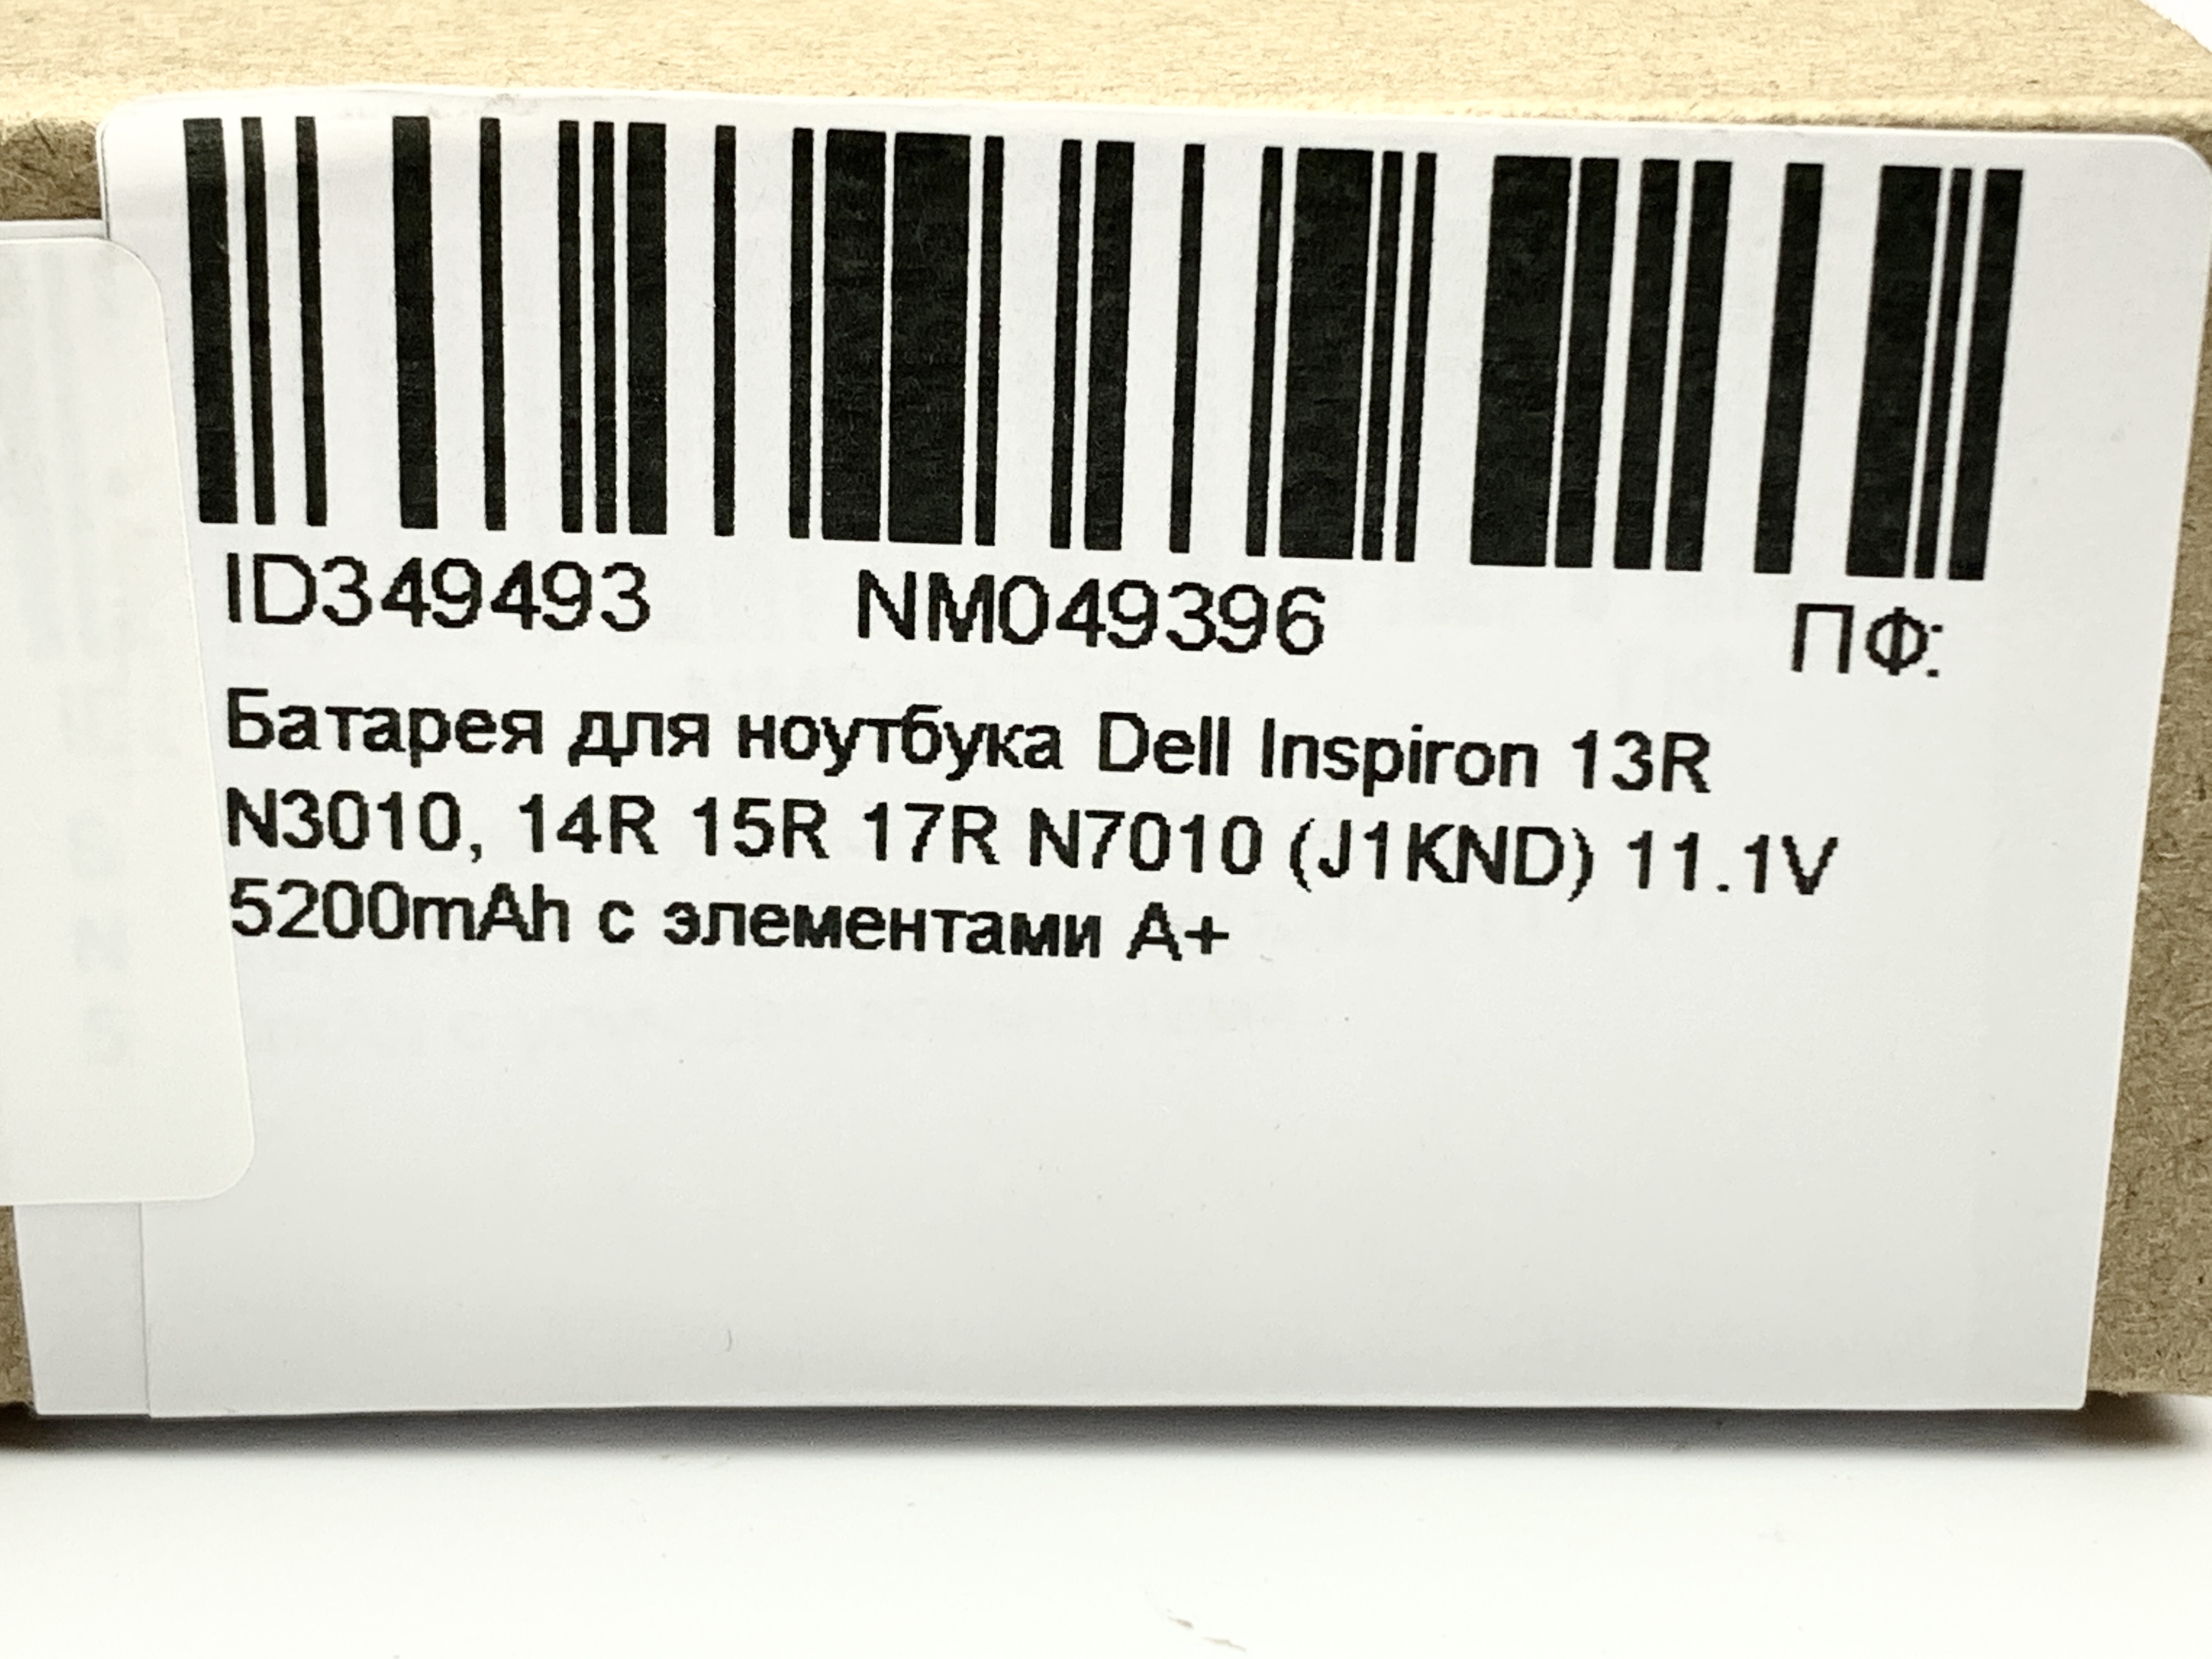 ID349493 NM049396 ПФ:
Батарея для ноутбука Dell Inspiron 13R
N3010, 14R 15R 17R N7010 (J1KND) 11.1V
5200mAh с элементами A+